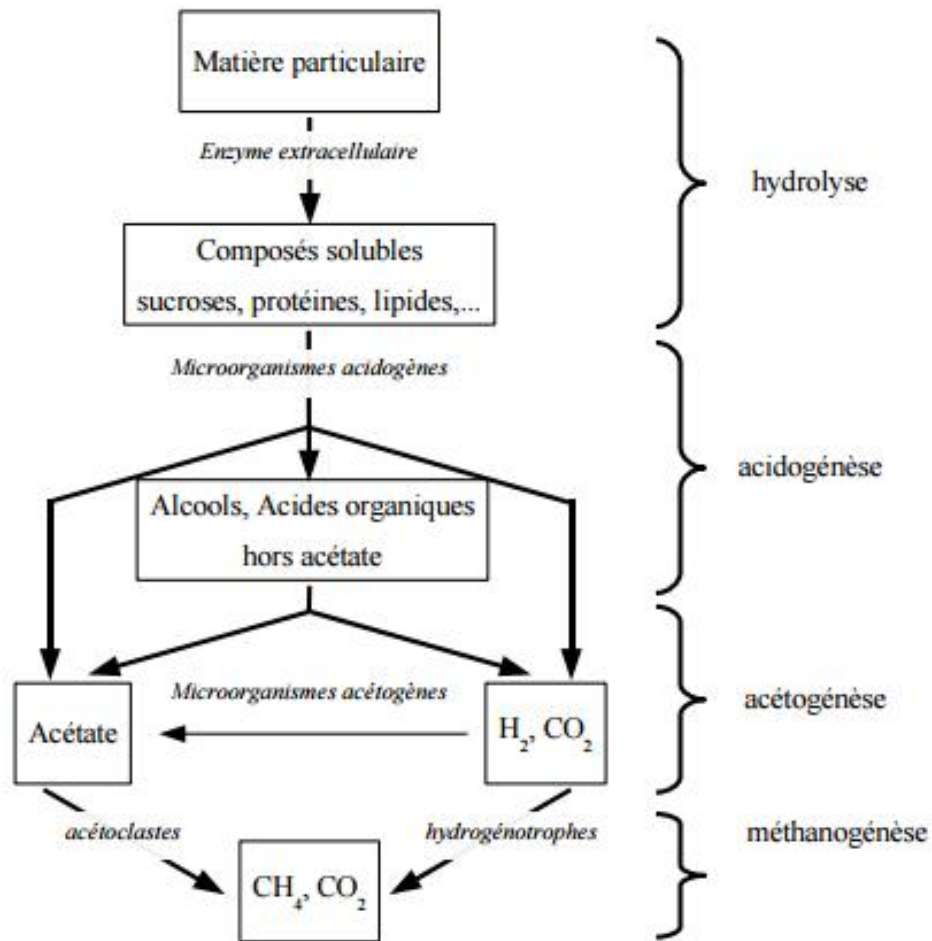 Matière particulaire
Enzyme extracellulaire
hydrolyse
Composés solubles
sucroses, protéines, lipides,...
Microorganismes acidogènes
acidogénèse
Alcools, Acides organiques
hors acétate
Microorganismes acétogènes
acétogénèse
Acétate
H₂, CO₂
acétoclastes
hydrogénotrophes
méthanogénèse
CH₄, CO₂